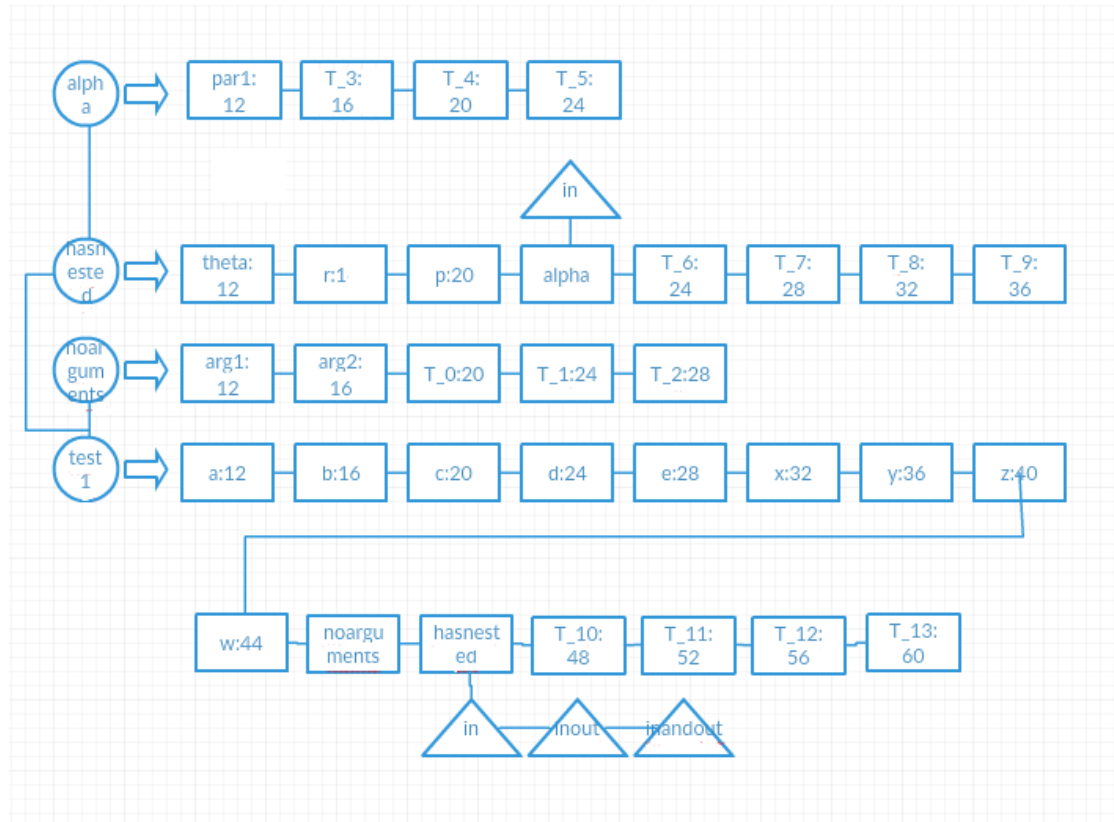 alph
a
par1:
12
T_3:
16
T_4:
20
T_5:
24
in
hasn
este
d
theta:
12
r:1
p:20
alpha
T_6:
24
T_7:
28
T_8:
32
T_9:
36
noar
gum
ents
arg1:
12
arg2:
16
T_0:20
T_1:24
T_2:28
test
1
a:12
b:16
c:20
d:24
e:28
x:32
y:36
z:40
w:44
noargu
ments
hasnest
ed
T_10:
48
T_11:
52
T_12:
56
T_13:
60
in
inout
inandout